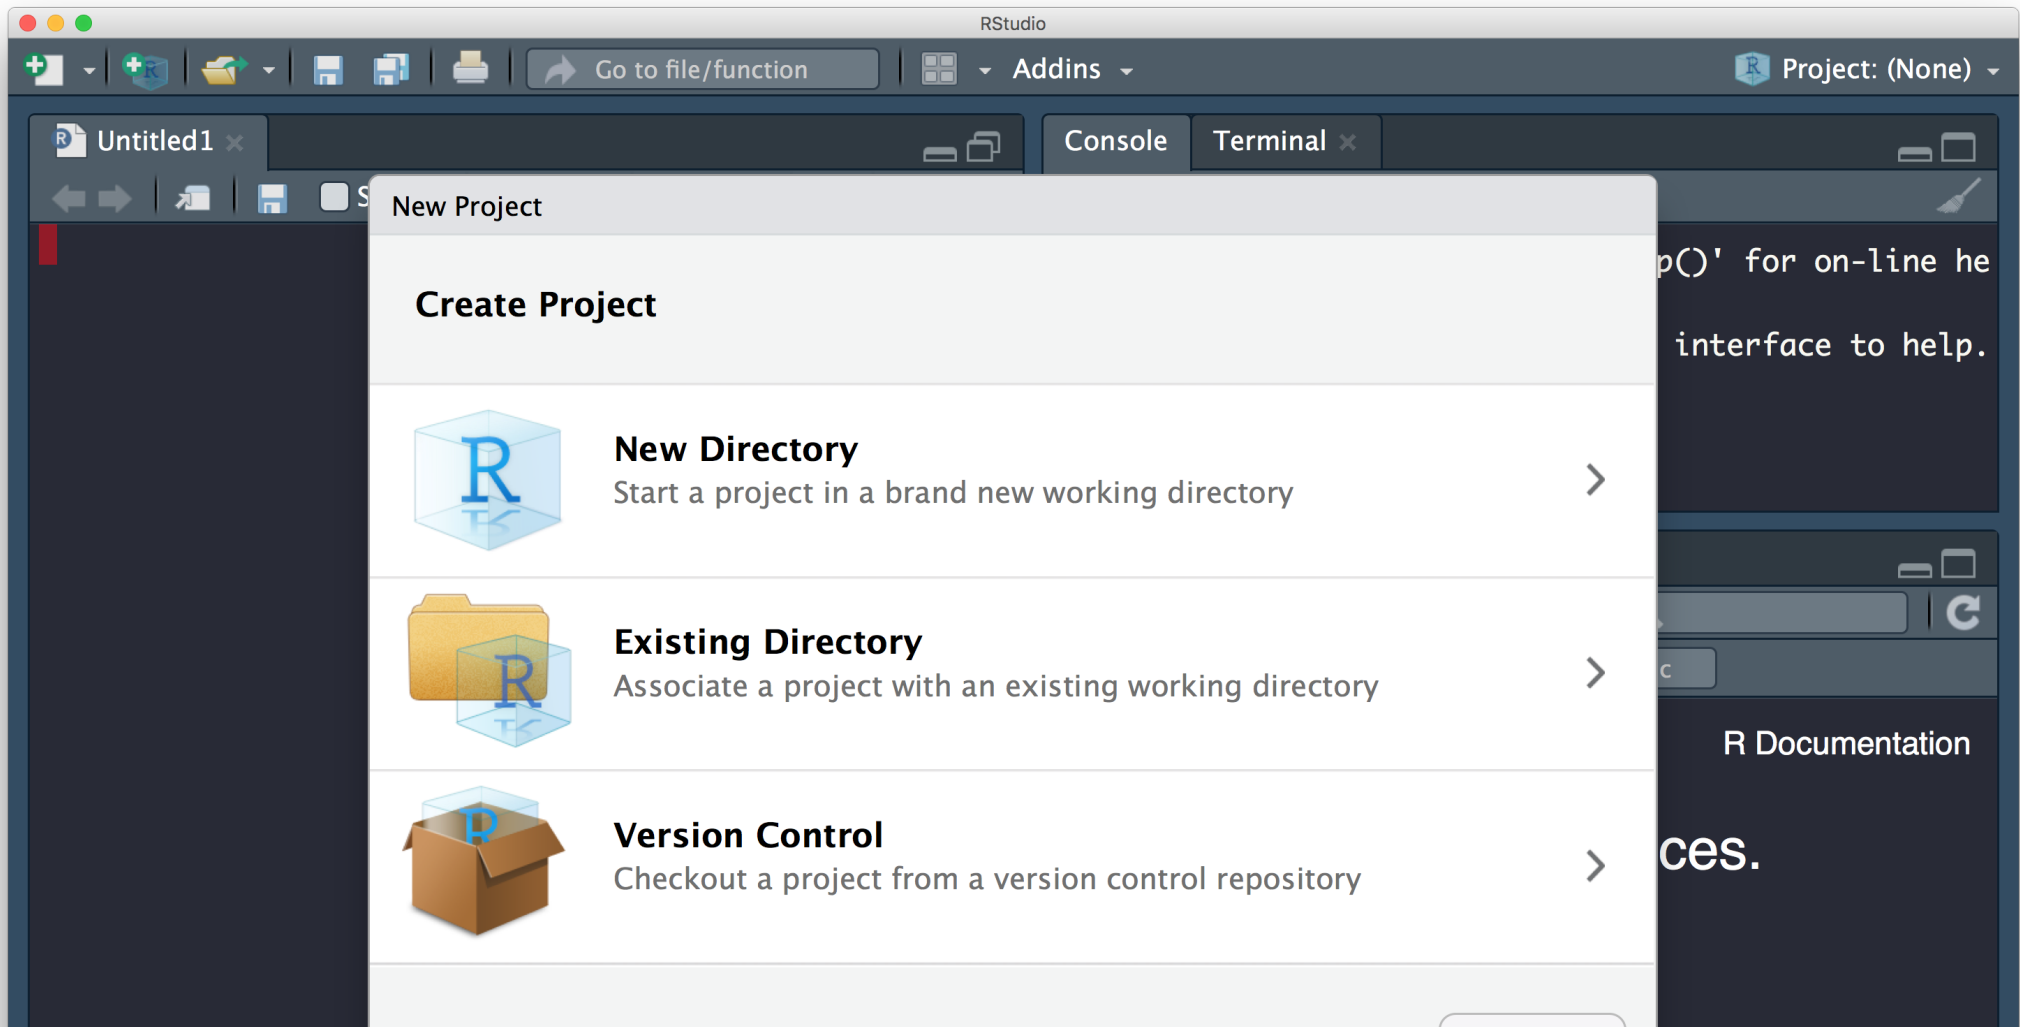 RStudio
Go to file/function
Addins
Project: (None)
Untitled1
Console
Terminal
S
New Project
p()' for on-line he
Create Project
interface to help.
New Directory
Start a project in a brand new working directory
Existing Directory
Associate a project with an existing working directory
c
R Documentation
Version Control
Checkout a project from a version control repository
ces.